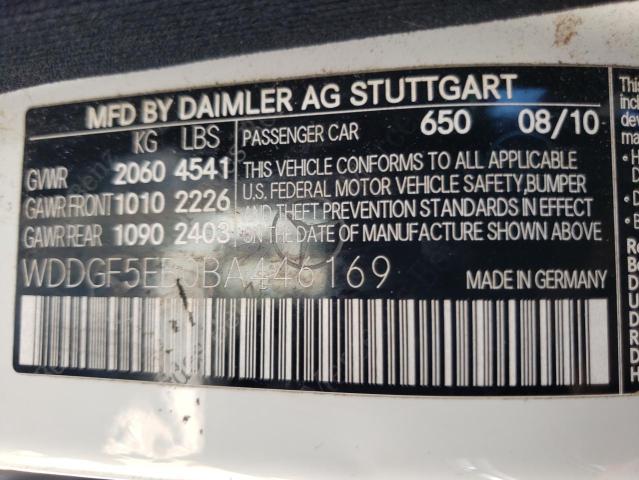 MFD BY DAIMLER AG STUTTGART
KG LBS PASSENGER CAR 650 08/10
GVWR 2060 4541
GAWR FRONT 1010 2226
GAWR REAR 1090 2403
THIS VEHICLE CONFORMS TO ALL APPLICABLE
U.S. FEDERAL MOTOR VEHICLE SAFETY, BUMPER
AND THEFT PREVENTION STANDARDS IN EFFECT
ON THE DATE OF MANUFACTURE SHOWN ABOVE
MADE IN GERMANY
This